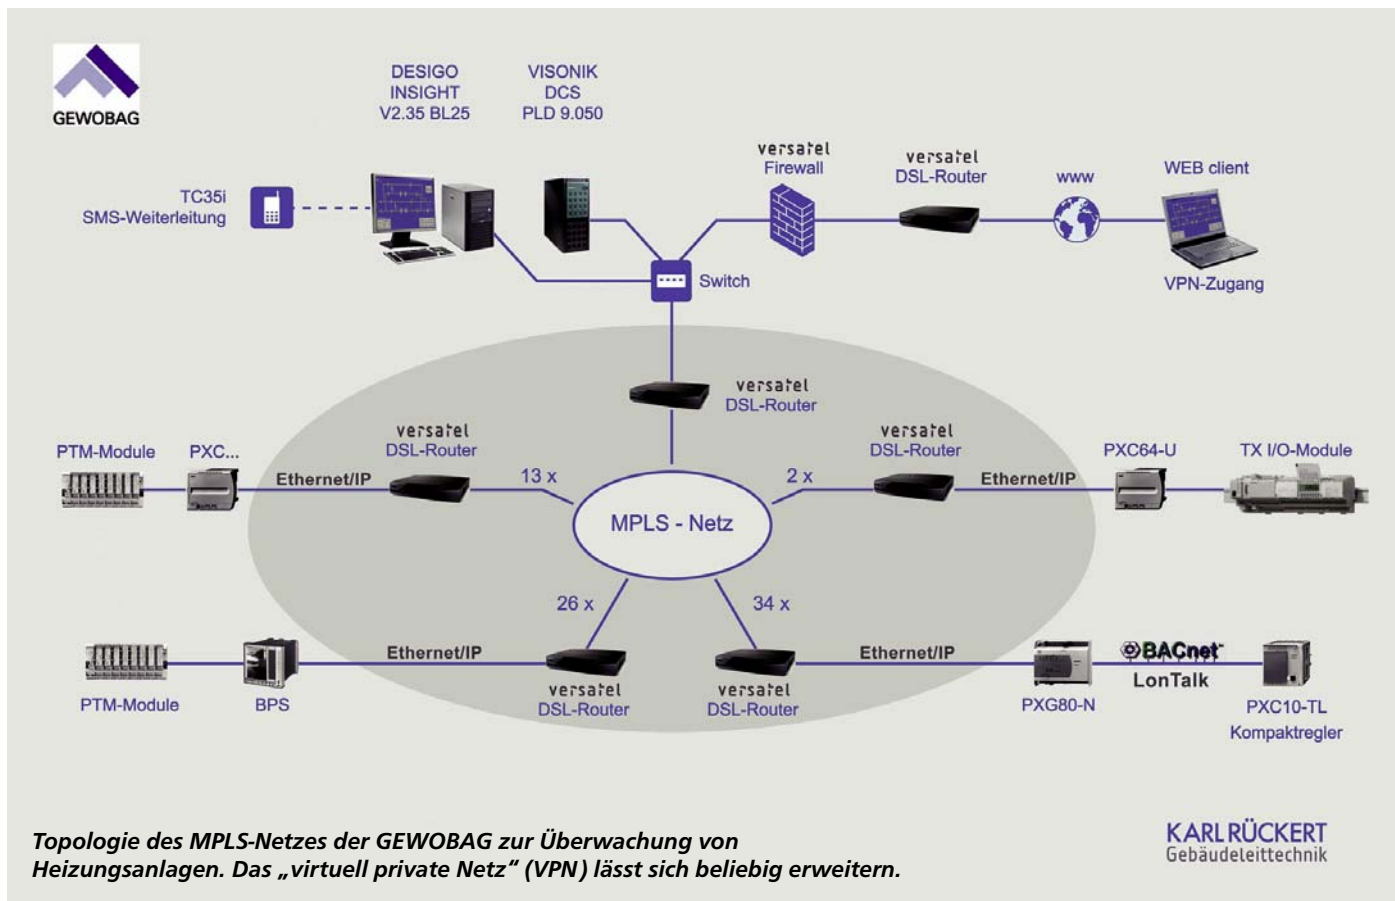 GEWOBAG
DESIGO
INSIGHT
V2.35 BL25
VISONIK
DCS
PLD 9.050
TC35i
SMS-Weiterleitung
versatel
Firewall
versatel
DSL-Router
www
WEB client
VPN-Zugang
Switch
versatel
DSL-Router
PTM-Module
PXC...
Ethernet/IP
versatel
DSL-Router
13 x
MPLS - Netz
2 x
versatel
DSL-Router
Ethernet/IP
PXC64-U
TX I/O-Module
26 x
34 x
PTM-Module
BPS
Ethernet/IP
versatel
DSL-Router
versatel
DSL-Router
Ethernet/IP
PXG80-N
BACnet™
LonTalk
PXC10-TL
Kompaktregler
Topologie des MPLS-Netzes der GEWOBAG zur Überwachung von
Heizungsanlagen. Das „virtuell private Netz“ (VPN) lässt sich beliebig erweitern.
KARL RÜCKERT
Gebäudeleittechnik